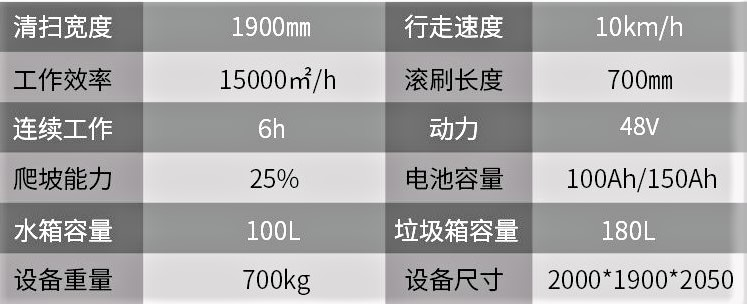 清扫宽度 1900㎜ 行走速度 10km/h
工作效率 15000㎡/h 滚刷长度 700㎜
连续工作 6h 动力 48V
爬坡能力 25% 电池容量 100Ah/150Ah
水箱容量 100L 垃圾箱容量 180L
设备重量 700kg 设备尺寸 2000*1900*2050